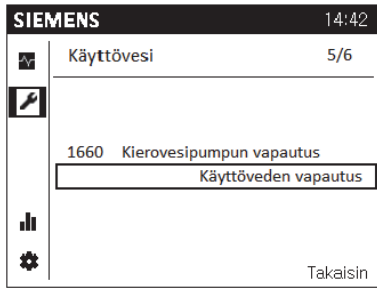 SIEMENS 14:42
Käyttövesi 5/6
1660 Kierovesipumpun vapautus
Käyttöveden vapautus
Takaisin